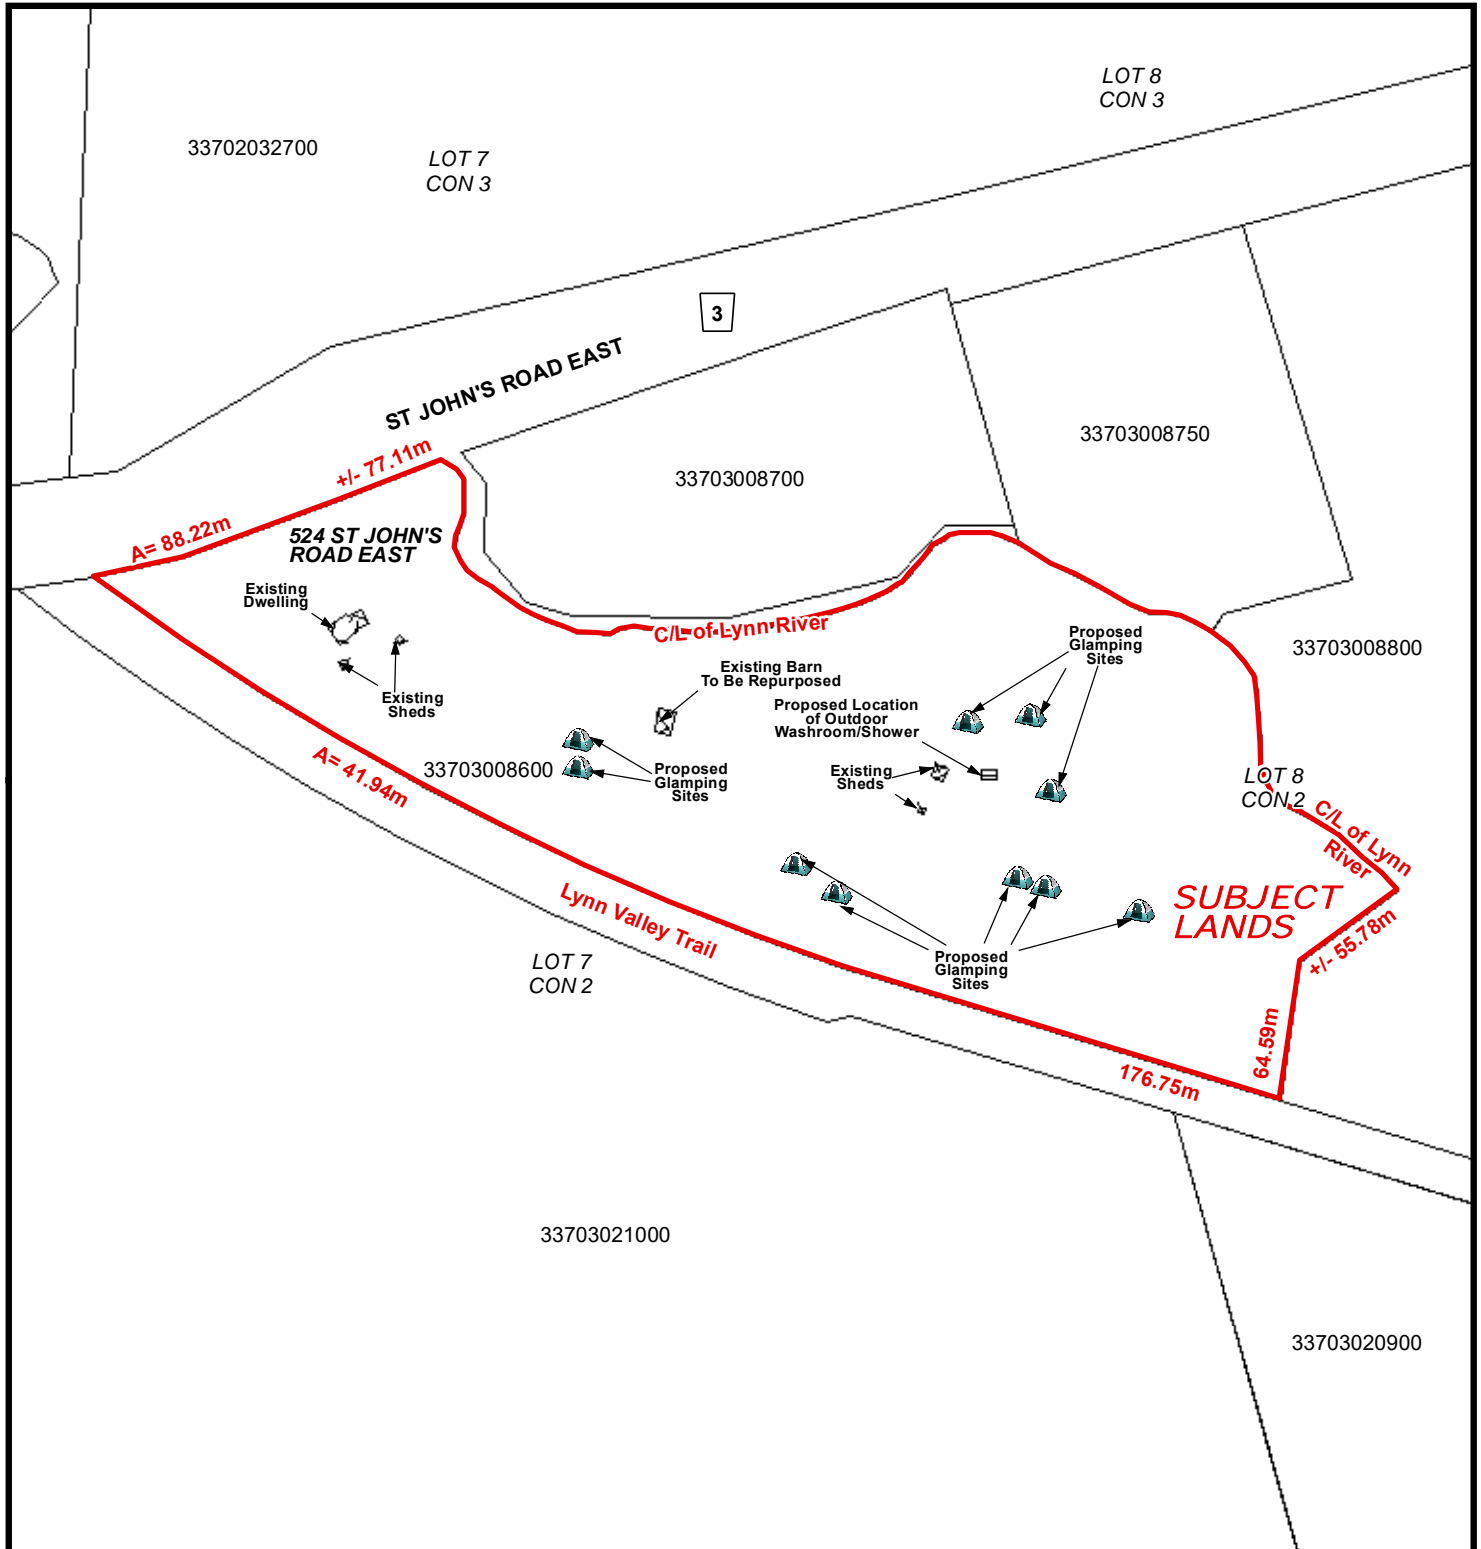 LOT 8
CON 3
33702032700
LOT 7
CON 3
3
ST JOHN'S ROAD EAST
33703008750
+/- 77.11m
33703008700
A= 88.22m
524 ST JOHN'S
ROAD EAST
Existing
Dwelling
C/L of Lynn River
Proposed
Glamping
Sites
33703008800
Existing Barn
To Be Repurposed
Existing
Sheds
Proposed Location
of Outdoor
Washroom/Shower
A= 41.94m
33703008600
Proposed
Glamping
Sites
Existing
Sheds
LOT 8
CON 2
C/L of Lynn
River
SUBJECT
LANDS
Lynn Valley Trail
+/- 55.78m
LOT 7
CON 2
Proposed
Glamping
Sites
64.59m
176.75m
33703021000
33703020900